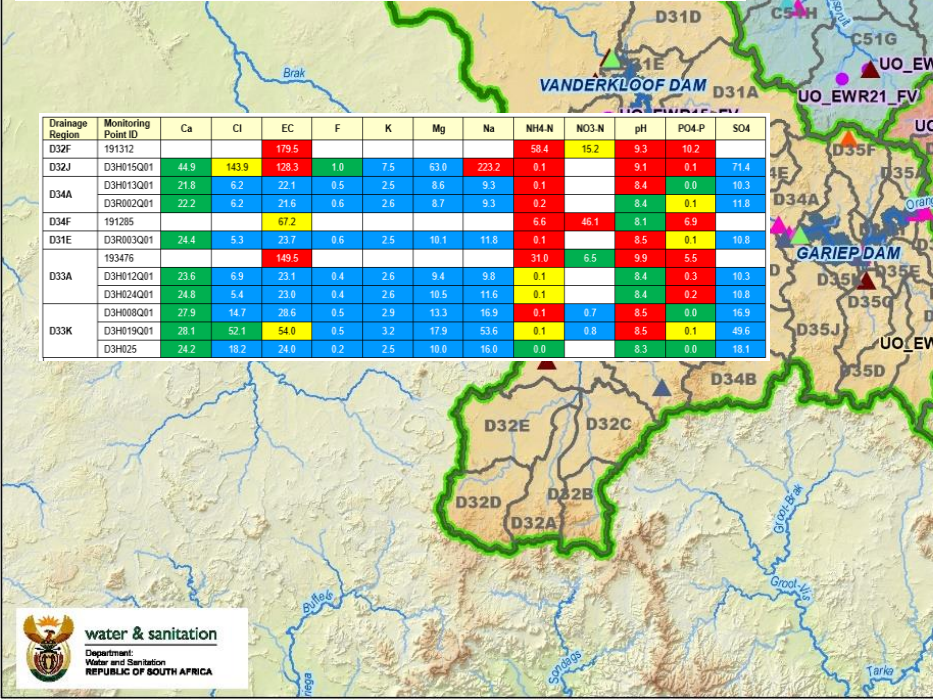 D31D
C51H
C51G
Brak
31E
VANDERKLOOF DAM
D31A
UO_EW
UO_EWR21_FV
UO
Drainage Region Monitoring Point ID Ca Cl EC F K Mg Na NH4-N NO3-N pH PO4-P SO4
D32F 191312 179.5 58.4 15.2 9.3 10.2
D32J D3H015Q01 44.9 143.9 128.3 1.0 7.5 63.0 223.2 0.1 9.1 0.1 71.4
D34A D3H013Q01 21.8 6.2 22.1 0.5 2.5 8.6 9.3 0.1 8.4 0.0 10.3
D3R002Q01 22.2 6.2 21.6 0.6 2.6 8.7 9.3 0.2 8.4 0.1 11.8
D34F 191285 67.2 6.6 46.1 8.1 6.9
D31E D3R003Q01 24.4 5.3 23.7 0.6 2.5 10.1 11.8 0.1 8.5 0.1 10.8
D33A 193476 149.5 31.0 6.5 9.9 5.5
D3H012Q01 23.6 6.9 23.1 0.4 2.6 9.4 9.8 0.1 8.4 0.3 10.3
D3H024Q01 24.8 5.4 23.0 0.4 2.6 10.5 11.6 0.1 8.4 0.2 10.8
D33K D3H008Q01 27.9 14.7 28.6 0.5 2.9 13.3 16.9 0.1 0.7 8.5 0.0 16.9
D3H019Q01 28.1 52.1 54.0 0.5 3.2 17.9 53.6 0.1 0.8 8.5 0.1 49.6
D3H025 24.2 18.2 24.0 0.2 2.5 10.0 16.0 0.0 8.3 0.0 18.1
D35F
D35A
D34A
Orang
GARIEP DAM
D35E
D35G
D35J
UO_EW
D35D
D34B
D32E
D32C
D32D
D32B
D32A
Groot-Brak
Groot-Vis
Buffels
Sondags
Tarka
water & sanitation
Department:
Water and Sanitation
REPUBLIC OF SOUTH AFRICA